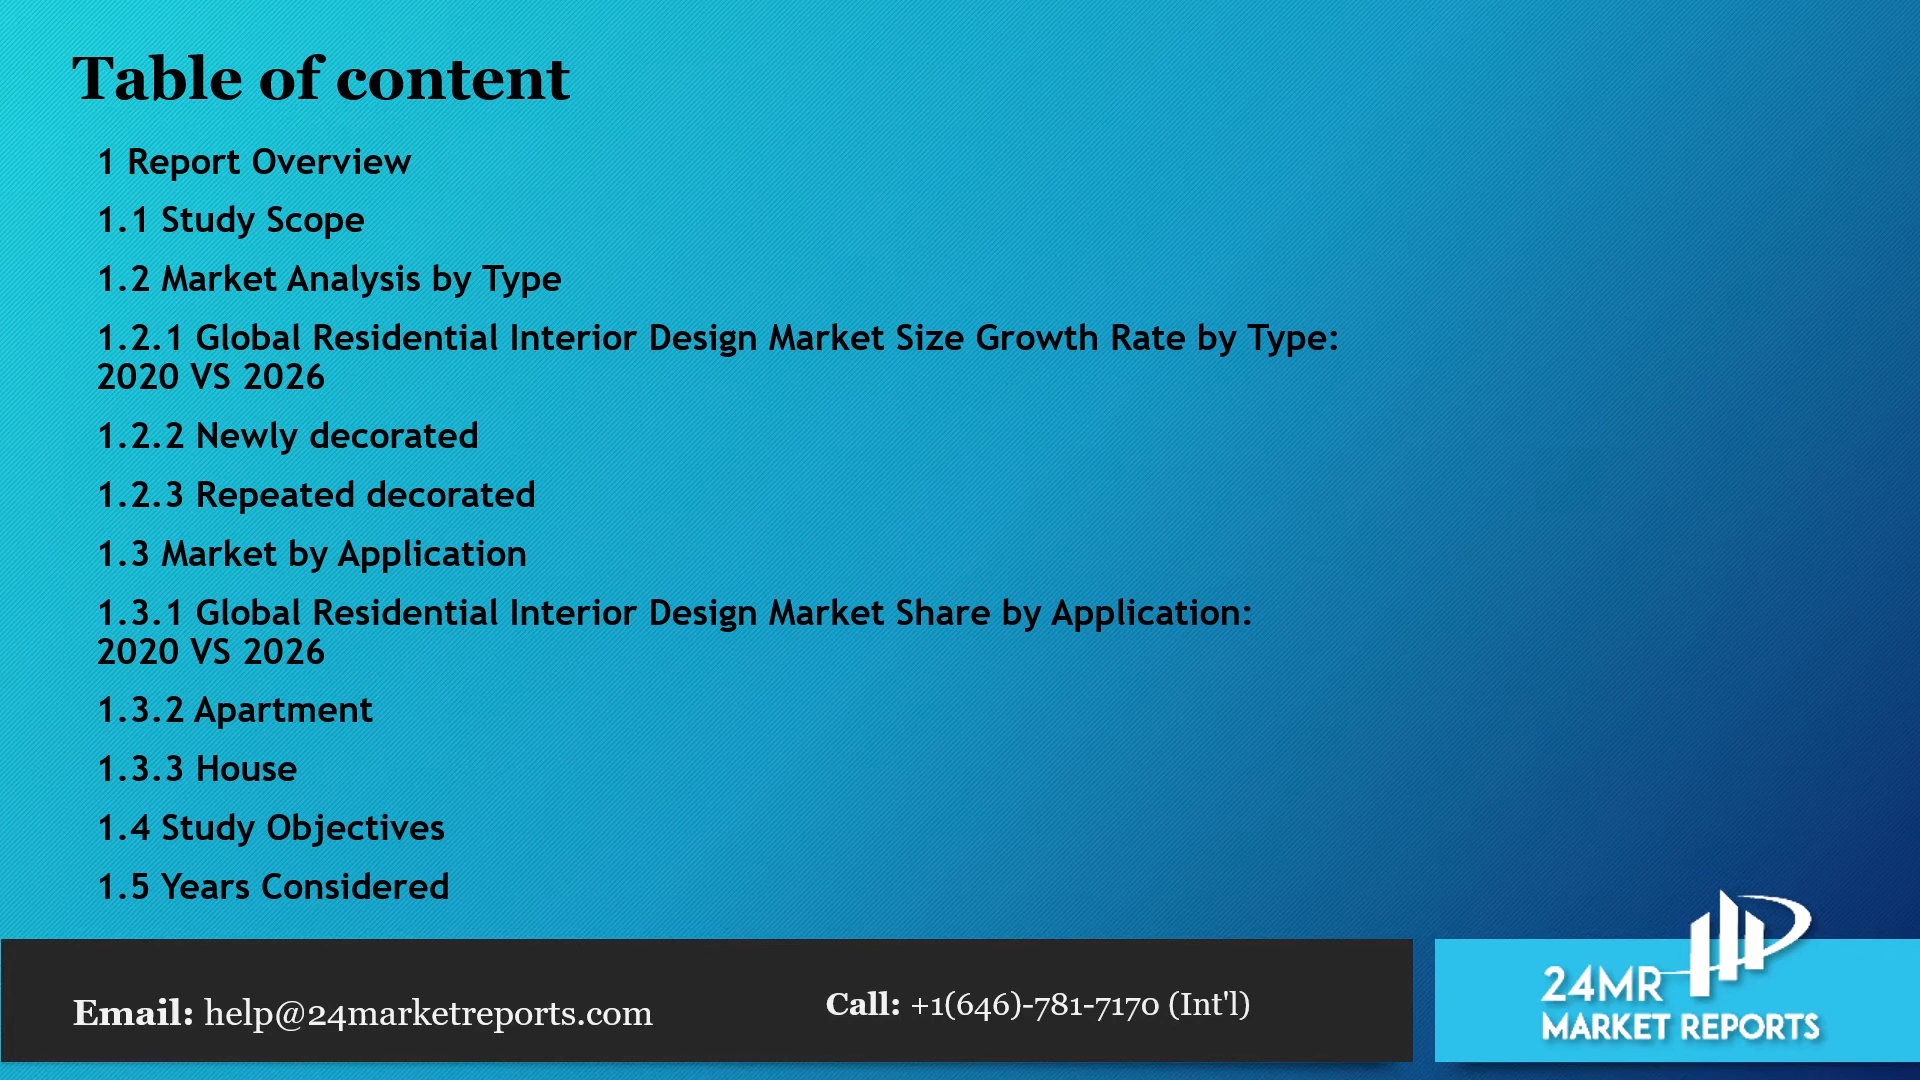 Table of content
1 Report Overview
1.1 Study Scope
1.2 Market Analysis by Type
1.2.1 Global Residential Interior Design Market Size Growth Rate by Type:
2020 VS 2026
1.2.2 Newly decorated
1.2.3 Repeated decorated
1.3 Market by Application
1.3.1 Global Residential Interior Design Market Share by Application:
2020 VS 2026
1.3.2 Apartment
1.3.3 House
1.4 Study Objectives
1.5 Years Considered
Email: help@24marketreports.com
Call: +1(646)-781-7170 (Int'l)
24MR
MARKET REPORTS